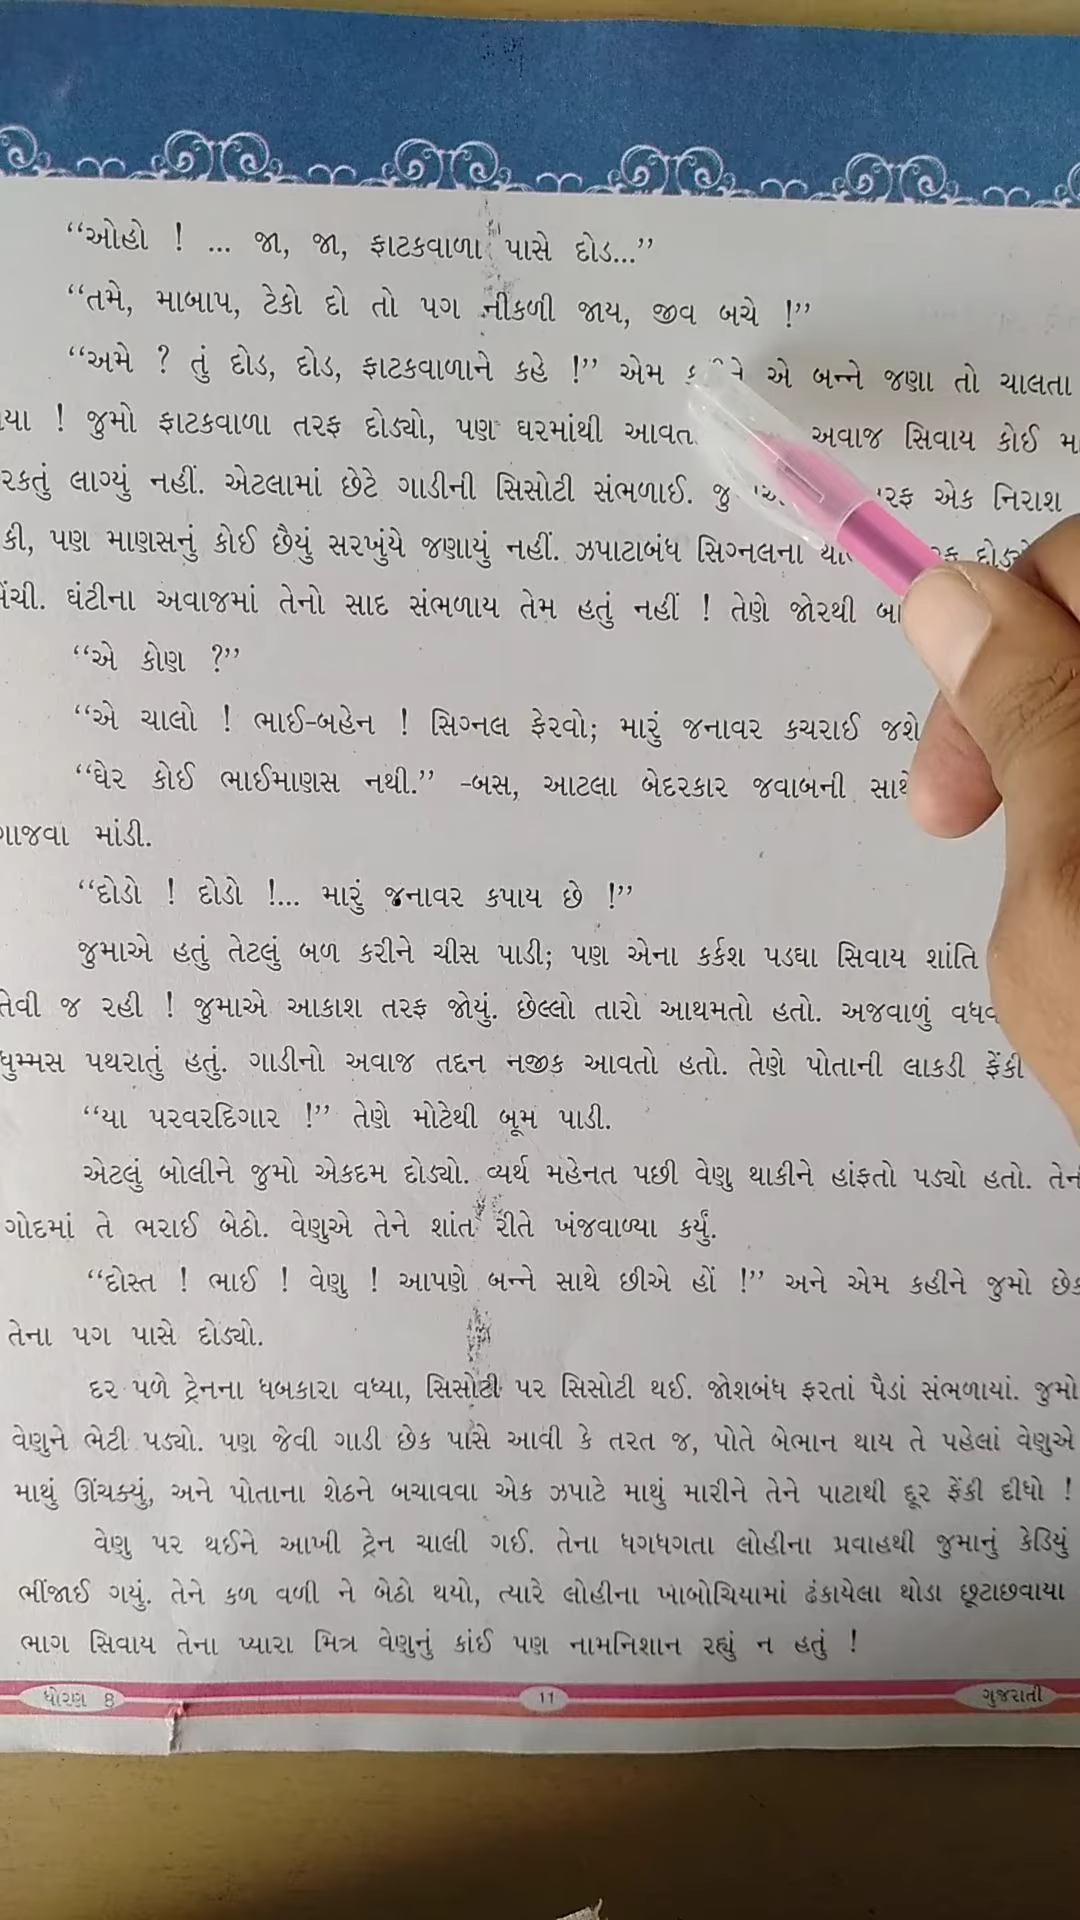 “ઓહો ! ... જા, જા, ફાટકવાળા પાસે દોડ...”
“તમે, માબાપ, ટેકો દો તો પગ નીકળી જાય, જીવ બચે !”
“અમે ? તું દોડ, દોડ, ફાટકવાળાને કહે !” એમ એ બન્ને જણા તો ચાલતા
યા ! જુમો ફાટકવાળા તરફ દોડ્યો, પણ ઘરમાંથી અવાજ સિવાય કોઈ
રકતું લાગ્યું નહીં. એટલામાં છેટે ગાડીની સિસોટી સંભળાઈ. એક નિરાશ
કી, પણ માણસનું કોઈ છૈયું સરખુંયે જણાયું નહીં. ઝપાટાબંધ સિગ્નલના
ખેંચી. ઘંટીના અવાજમાં તેનો સાદ સંભળાય તેમ હતું નહીં ! તેણે જોરથી
“એ કોણ ?”
“એ ચાલો ! ભાઈ-બહેન ! સિગ્નલ ફેરવો; મારું જનાવર કચરાઈ જશે
“ઘેર કોઈ ભાઈમાણસ નથી.” -બસ, આટલા બેદરકાર જવાબની સાથે
ગાજવા માંડી.
“દોડો ! દોડો !... મારું જનાવર કપાય છે !”
જુમાએ હતું તેટલું બળ કરીને ચીસ પાડી; પણ એના કર્કશ પડઘા સિવાય શાંતિ
તેવી જ રહી ! જુમાએ આકાશ તરફ જોયું. છેલ્લો તારો આથમતો હતો. અજવાળું
ધુમ્મસ પથરાતું હતું. ગાડીનો અવાજ તદ્દન નજીક આવતો હતો. તેણે પોતાની લાકડી ફેંકી
“યા પરવરદિગાર !” તેણે મોટેથી બૂમ પાડી.
એટલું બોલીને જુમો એકદમ દોડ્યો. વ્યર્થ મહેનત પછી વેણુ થાકીને હાંફતો પડ્યો હતો. તેની
ગોદમાં તે ભરાઈ બેઠો. વેણુએ તેને શાંત રીતે ખંજવાળ્યા કર્યું.
“દોસ્ત ! ભાઈ ! વેણુ ! આપણે બન્ને સાથે છીએ હોં !” અને એમ કહીને જુમો છેક
તેના પગ પાસે દોડ્યો.
દર પળે ટ્રેનના ધબકારા વધ્યા, સિસોટી પર સિસોટી થઈ. જોશબંધ ફરતાં પૈડાં સંભળાયાં. જુમો
વેણુને ભેટી પડ્યો. પણ જેવી ગાડી છેક પાસે આવી કે તરત જ, પોતે બેભાન થાય તે પહેલાં વેણુએ
માથું ઊંચક્યું, અને પોતાના શેઠને બચાવવા એક ઝપાટે માથું મારીને તેને પાટાથી દૂર ફેંકી દીધો !
વેણુ પર થઈને આખી ટ્રેન ચાલી ગઈ. તેના ધગધગતા લોહીના પ્રવાહથી જુમાનું કેડિયું
ભીંજાઈ ગયું. તેને કળ વળી ને બેઠો થયો, ત્યારે લોહીના ખાબોચિયામાં ઢંકાયેલા થોડા છૂટાછવાયા
ભાગ સિવાય તેના પ્યારા મિત્ર વેણુનું કાંઈ પણ નામનિશાન રહ્યું ન હતું !
ધોરણ 8 11 ગુજરાતી